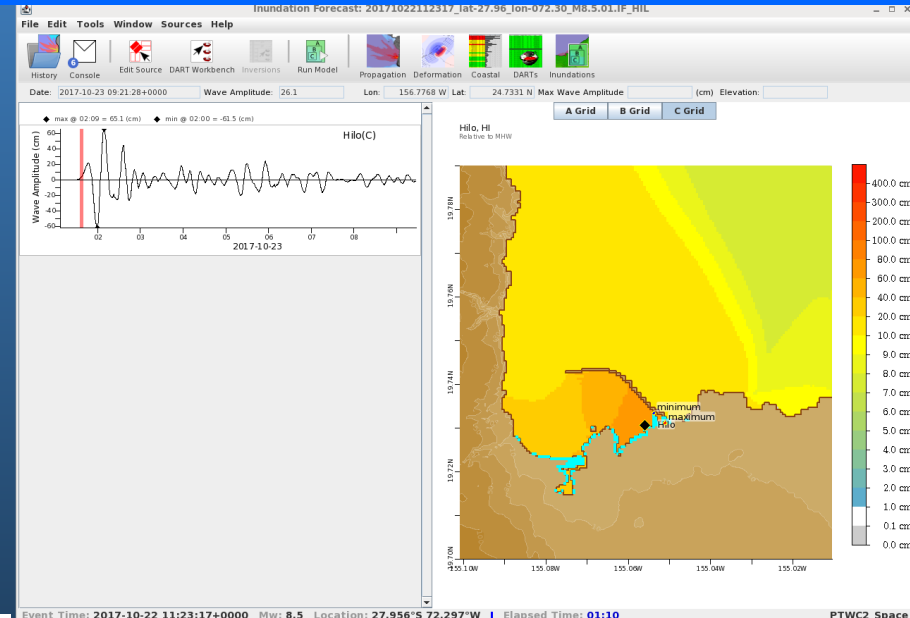 Inundation Forecast: 20171022112317_lat-27.96_lon-072.30_M8.5.01.IF_HIL
File Edit Tools Window Sources Help
6
History Console Edit Source DART Workbench Inversions Run Model Propagation Deformation Coastal DARTs Inundations
Date: 2017-10-23 09:21:28+0000 Wave Amplitude: 26.1 Lon: 156.7768 W Lat: 24.7331 N Max Wave Amplitude (cm) Elevation:
A Grid B Grid C Grid
max @ 02:09 = 65.1 (cm) min @ 02:00 = -61.5 (cm)
Hilo(C)
Wave Amplitude (cm)
60
40
20
0
-20
-40
-60
02 03 04 05 06 07 08
2017-10-23
Hilo, HI
Relative to MHW
19.78N
19.76N
19.74N
19.72N
19.70N
155.10W 155.08W 155.06W 155.04W 155.02W
minimum
maximum
Hilo
400.0 cm
300.0 cm
200.0 cm
100.0 cm
80.0 cm
60.0 cm
40.0 cm
20.0 cm
10.0 cm
9.0 cm
8.0 cm
7.0 cm
6.0 cm
5.0 cm
4.0 cm
3.0 cm
2.0 cm
1.0 cm
0.1 cm
0.0 cm
Event Time: 2017-10-22 11:23:17+0000 Mw: 8.5 Location: 27.956°S 72.297°W | Elapsed Time: 01:10 PTWC2 Space